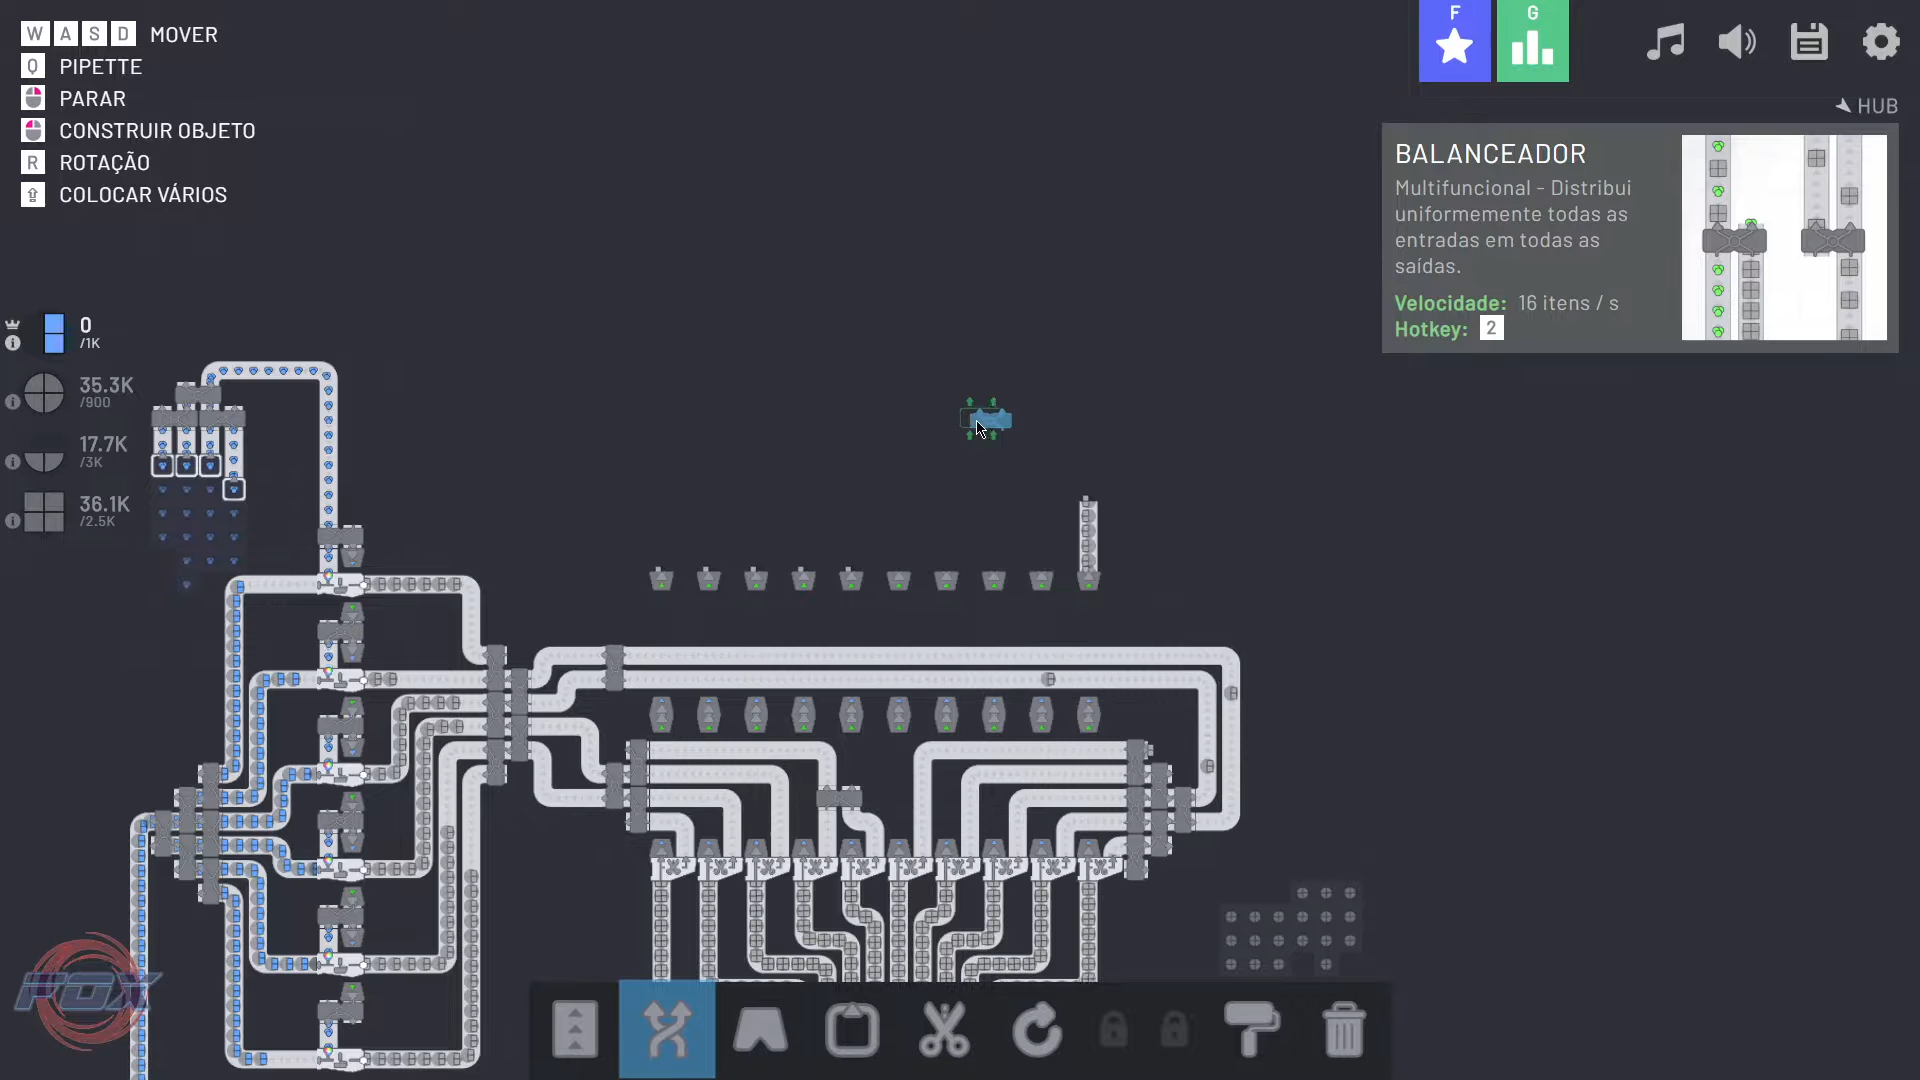 W A S D MOVER
Q PIPETTE
PARAR
CONSTRUIR OBJETO
R ROTAÇÃO
COLOCAR VÁRIOS
F G
HUB
BALANCEADOR
Multifuncional - Distribui
uniformemente todas as
entradas em todas as
saídas.
Velocidade: 16 itens / s
Hotkey: 2
0
/1K
35.3K
/900
17.7K
/3K
36.1K
/2.5K
FOX